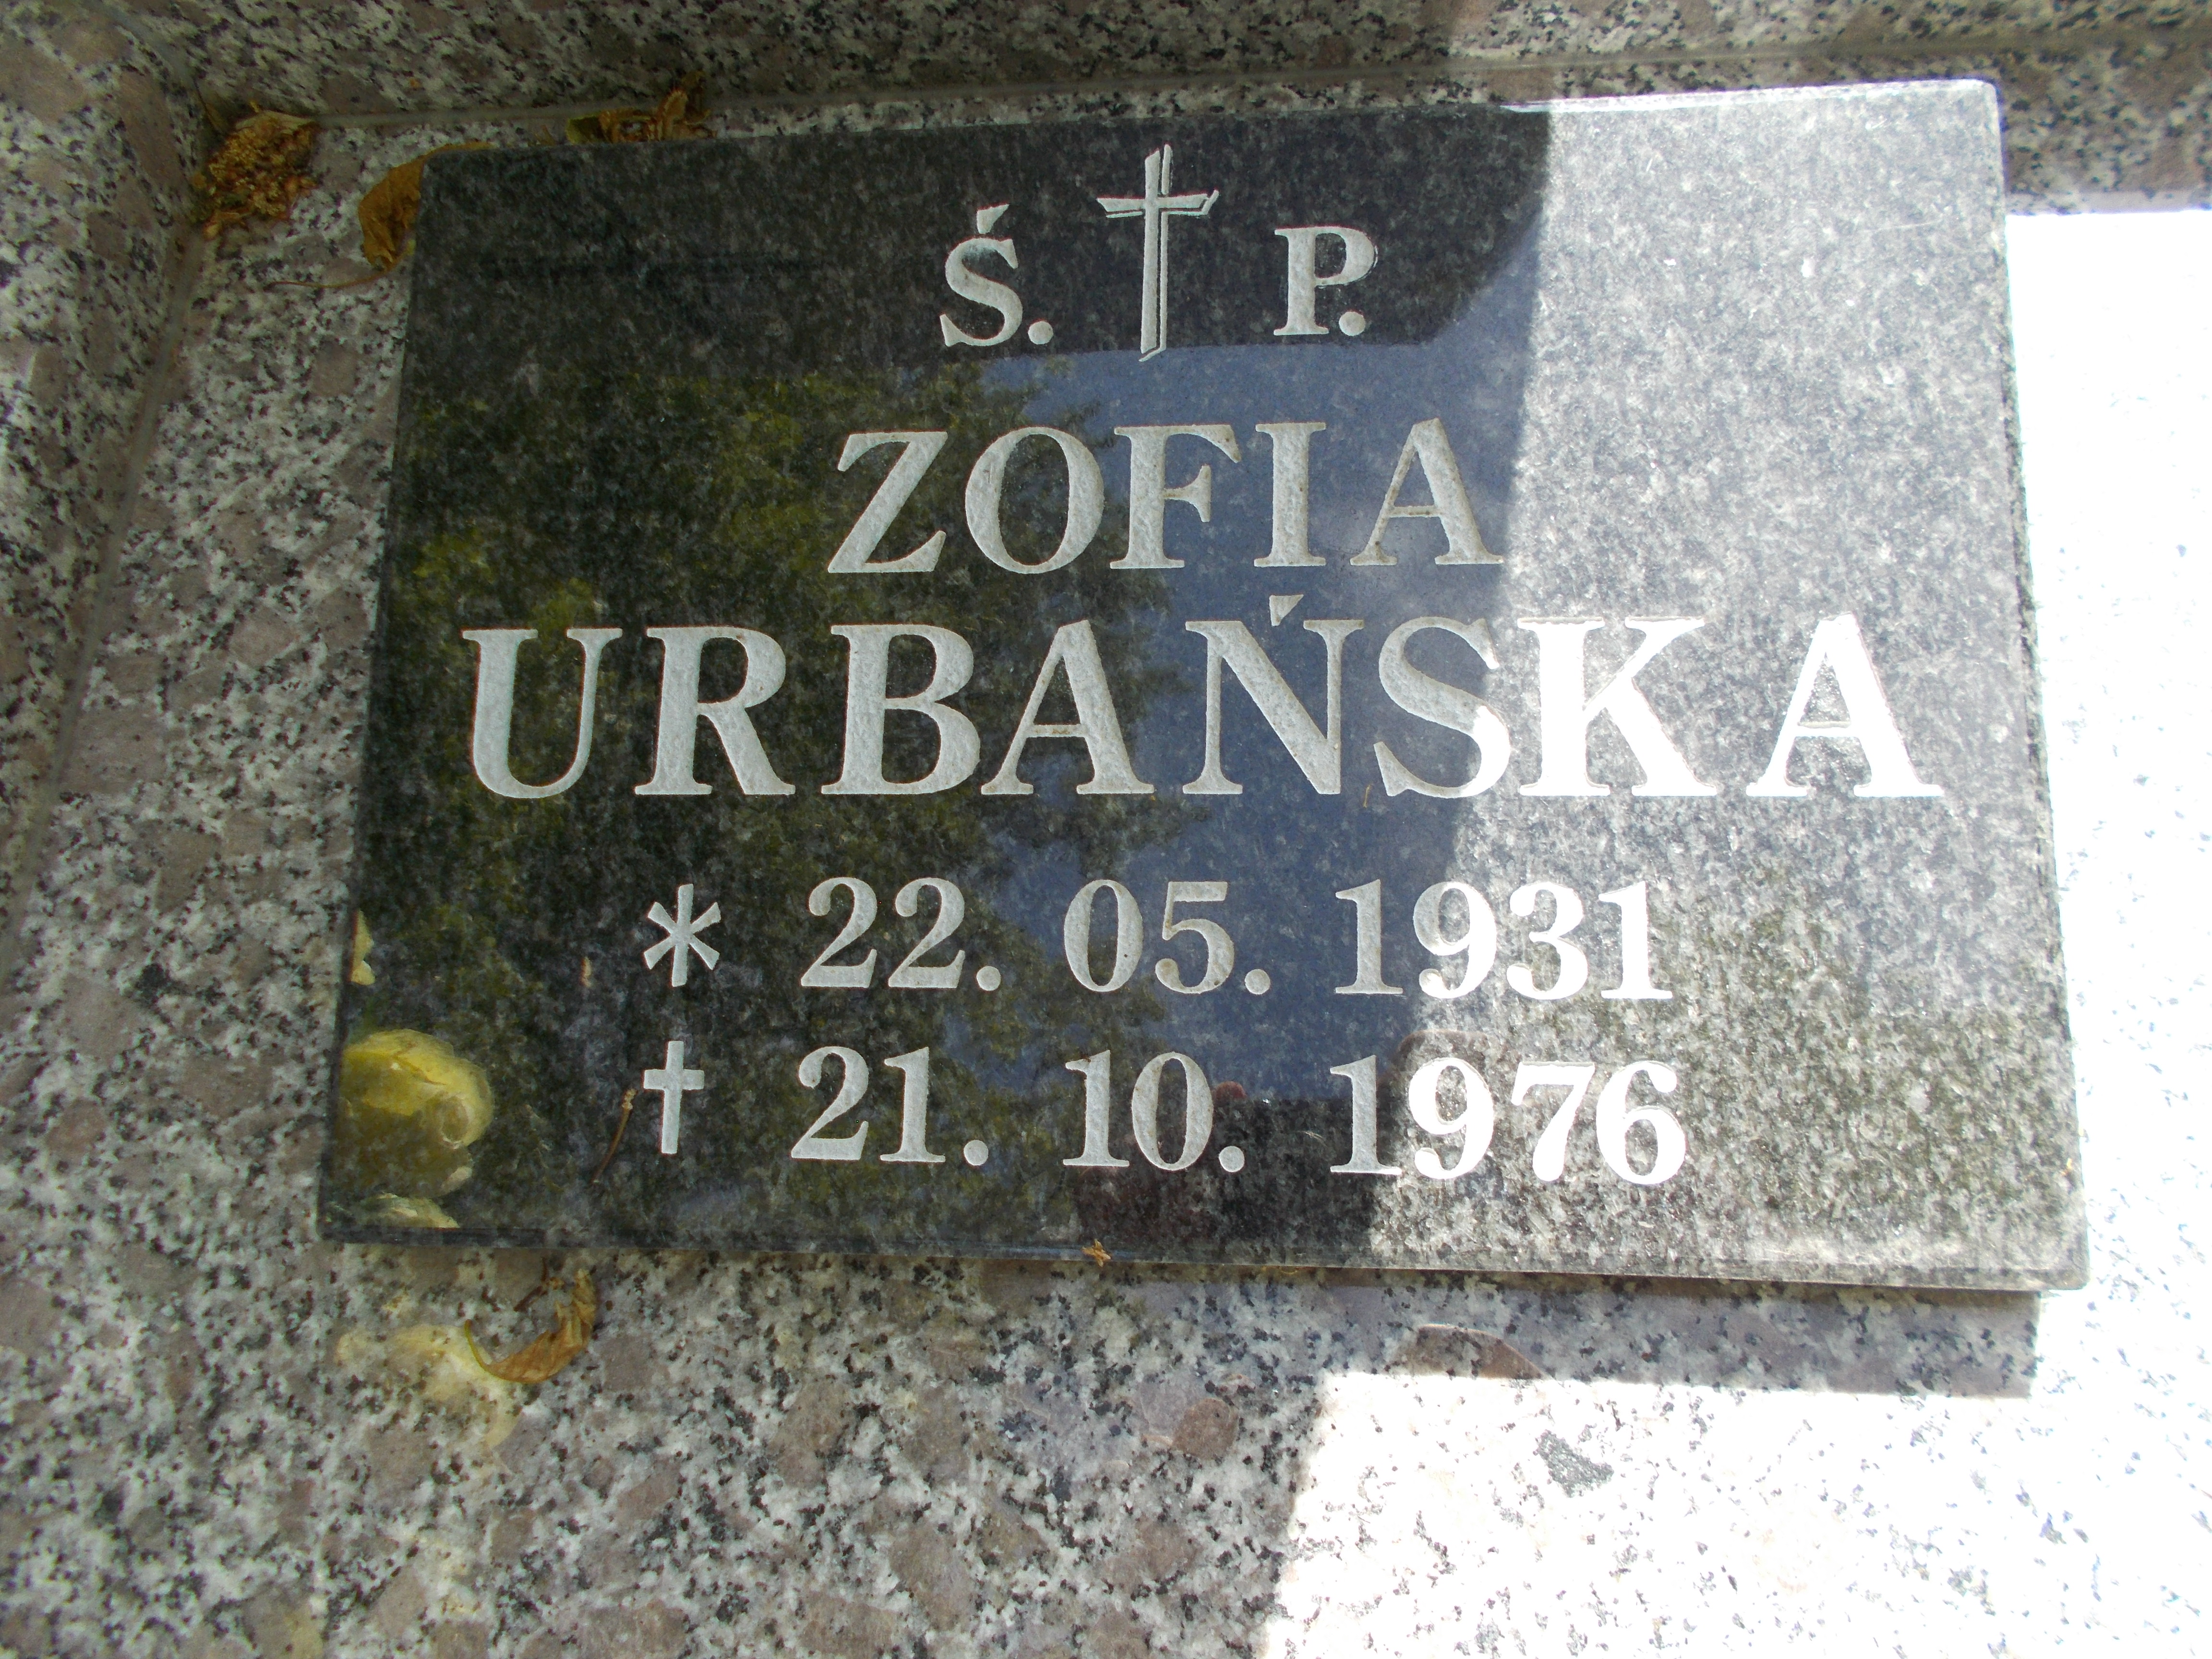 Ś. P.
ZOFIA
URBAŃSKA
* 22. 05. 1931
† 21. 10. 1976